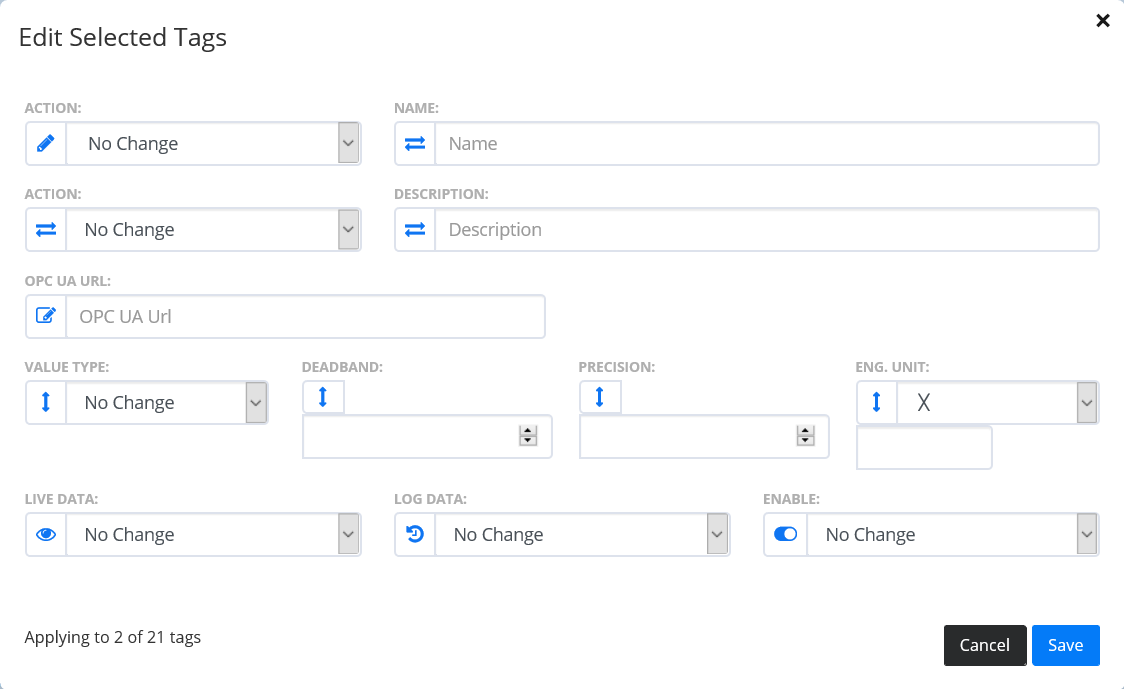 Edit Selected Tags
ACTION: NAME:
No Change Name
ACTION: DESCRIPTION:
No Change Description
OPC UA URL:
OPC UA Url
VALUE TYPE: DEADBAND: PRECISION: ENG. UNIT:
No Change X
LIVE DATA: LOG DATA: ENABLE:
No Change No Change No Change
Applying to 2 of 21 tags
Cancel Save